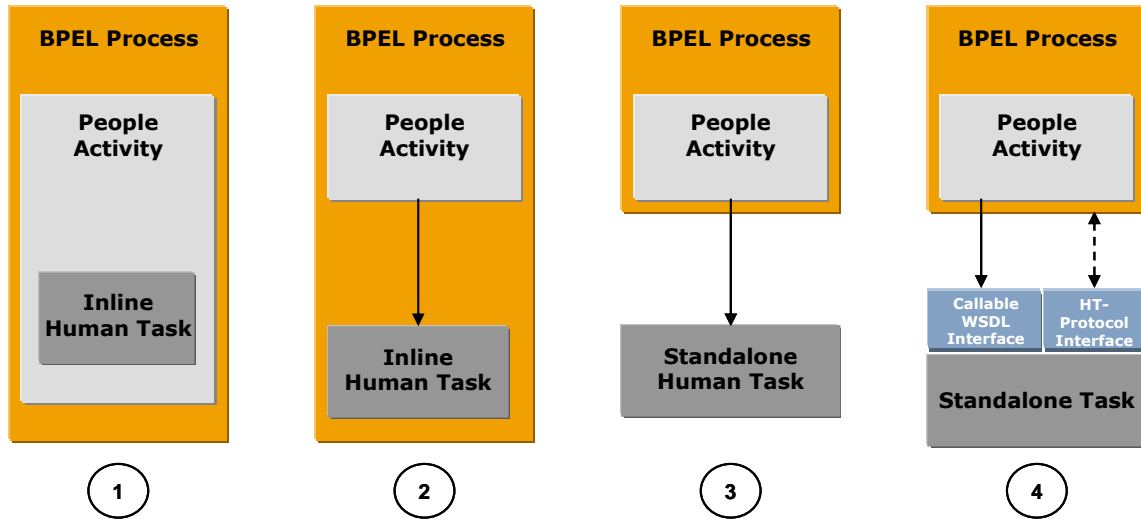 BPEL Process
People
Activity
Inline
Human Task
1
BPEL Process
People
Activity
Inline
Human Task
2
BPEL Process
People
Activity
Standalone
Human Task
3
BPEL Process
People
Activity
Callable
WSDL
Interface
HT-
Protocol
Interface
Standalone Task
4